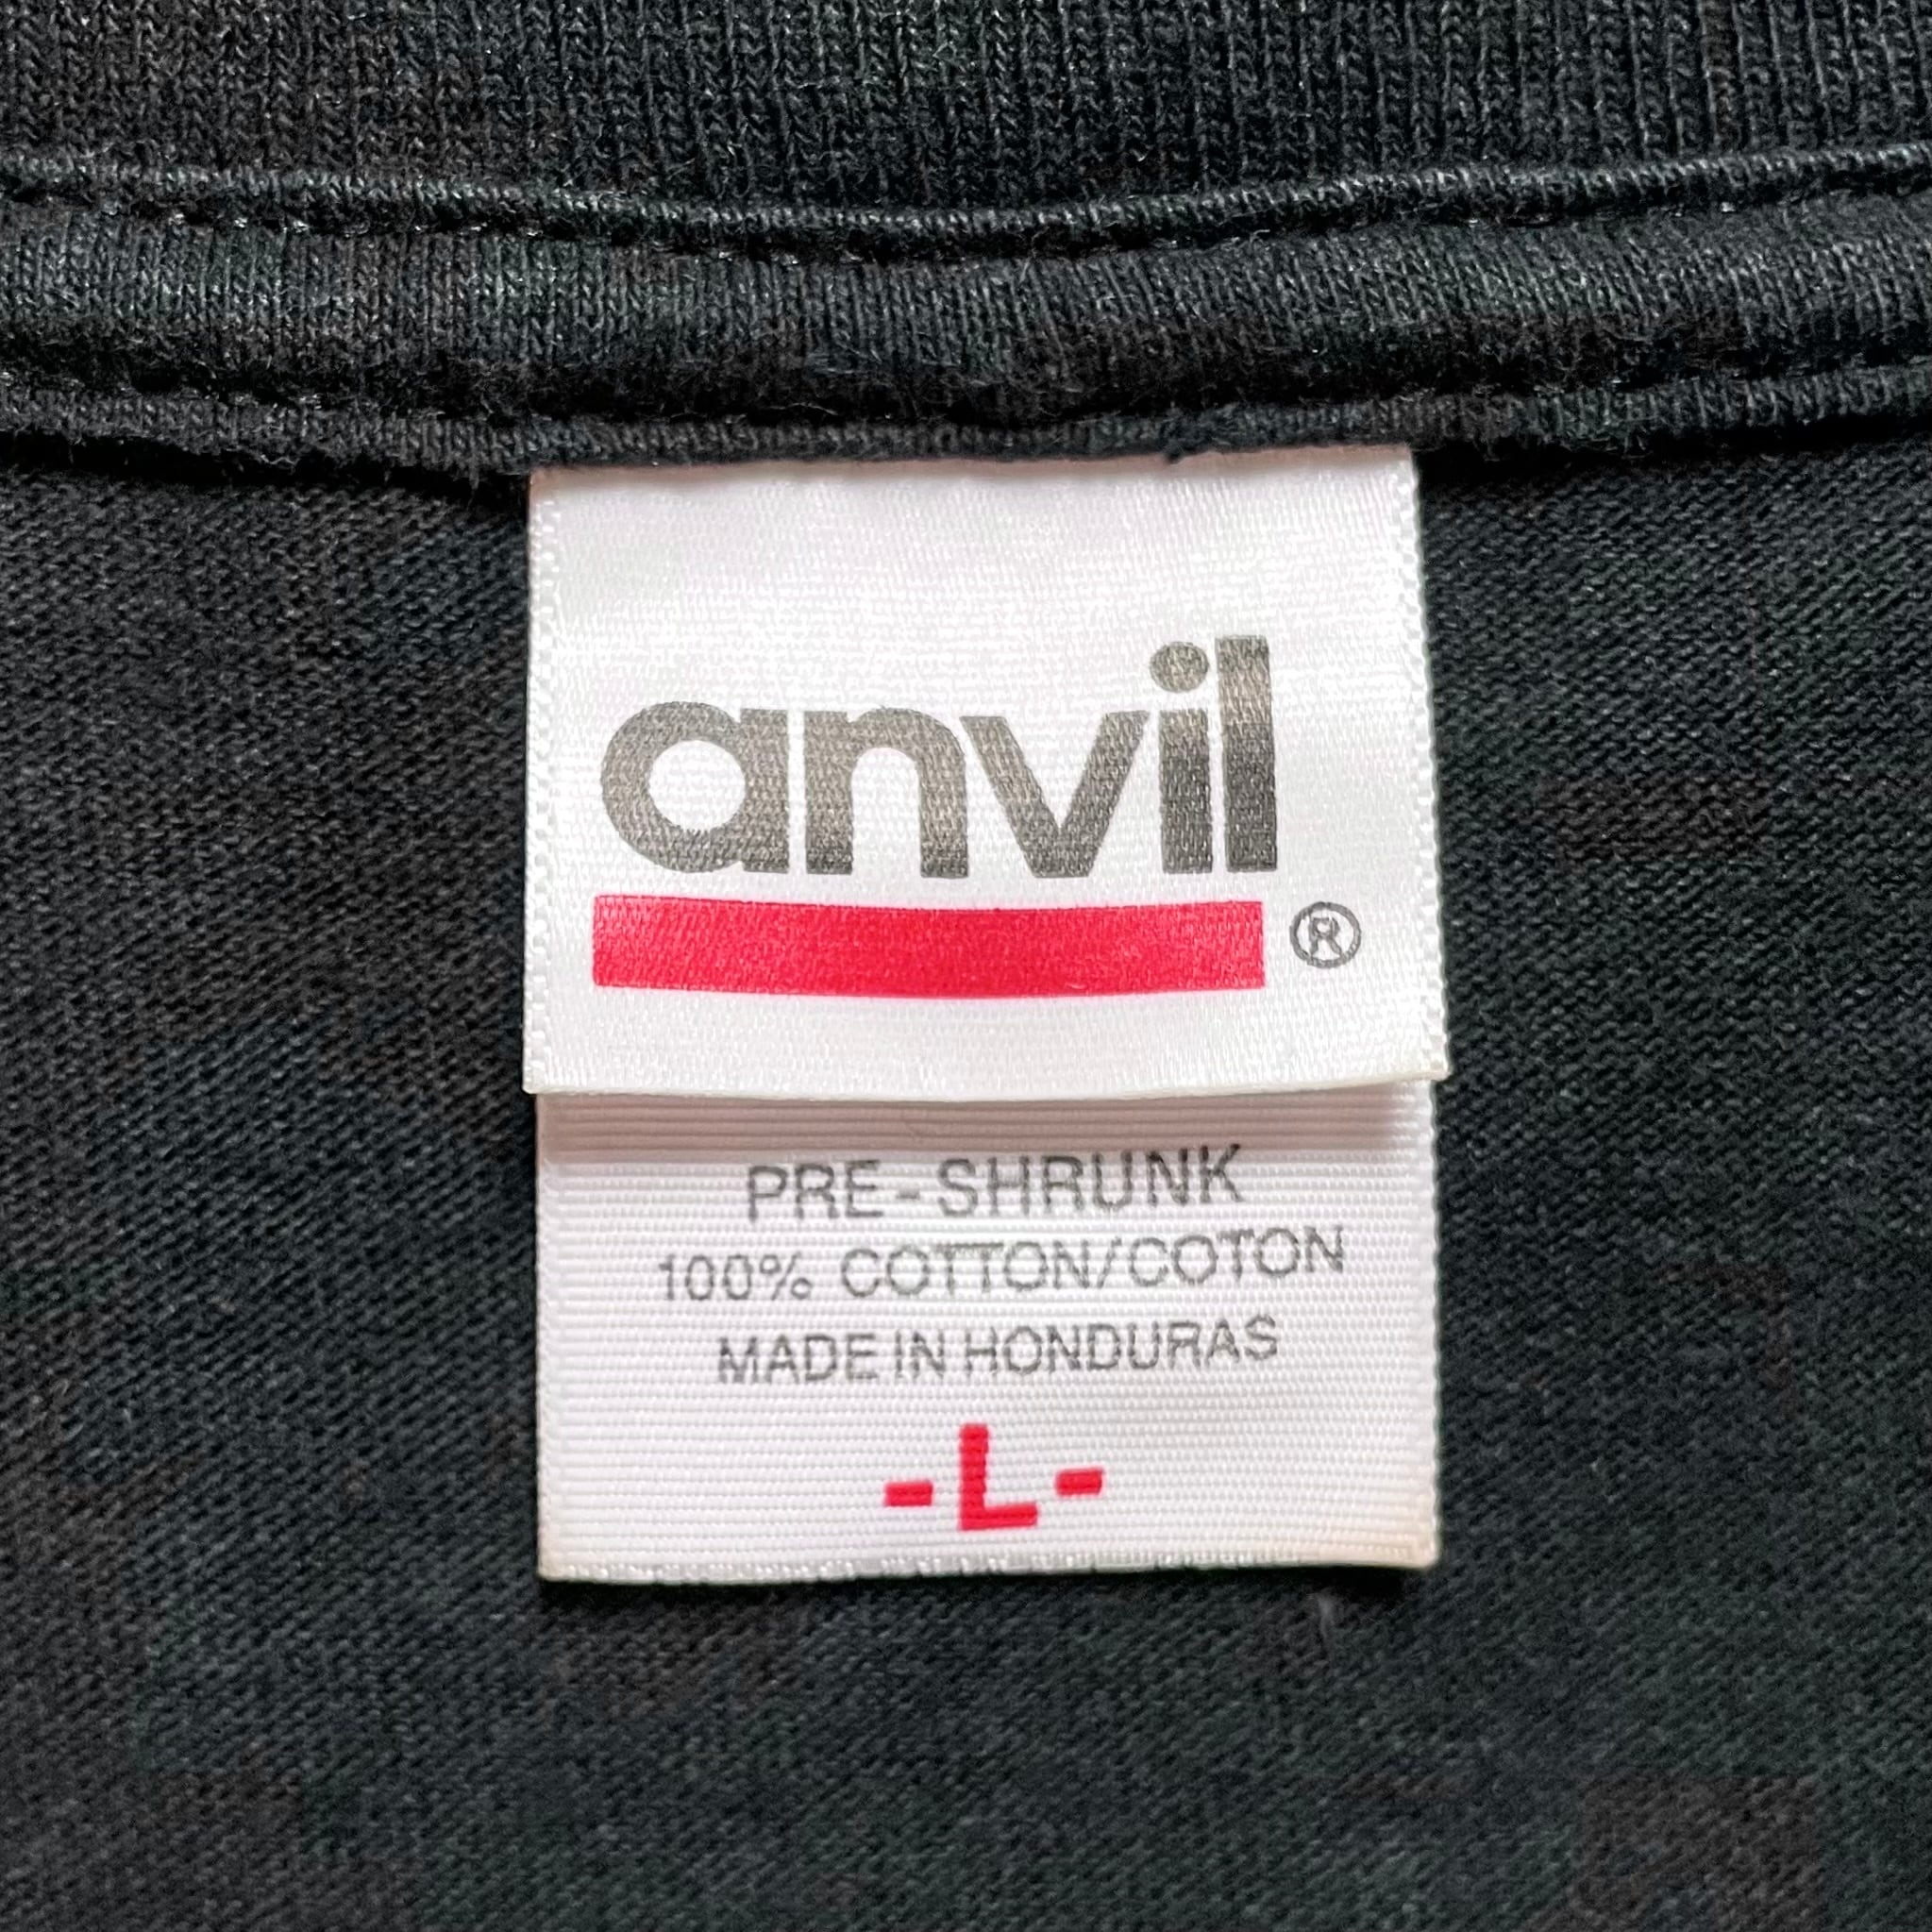 anvil
®
PRE-SHRUNK
100% COTTON/COTON
MADE IN HONDURAS
-L-